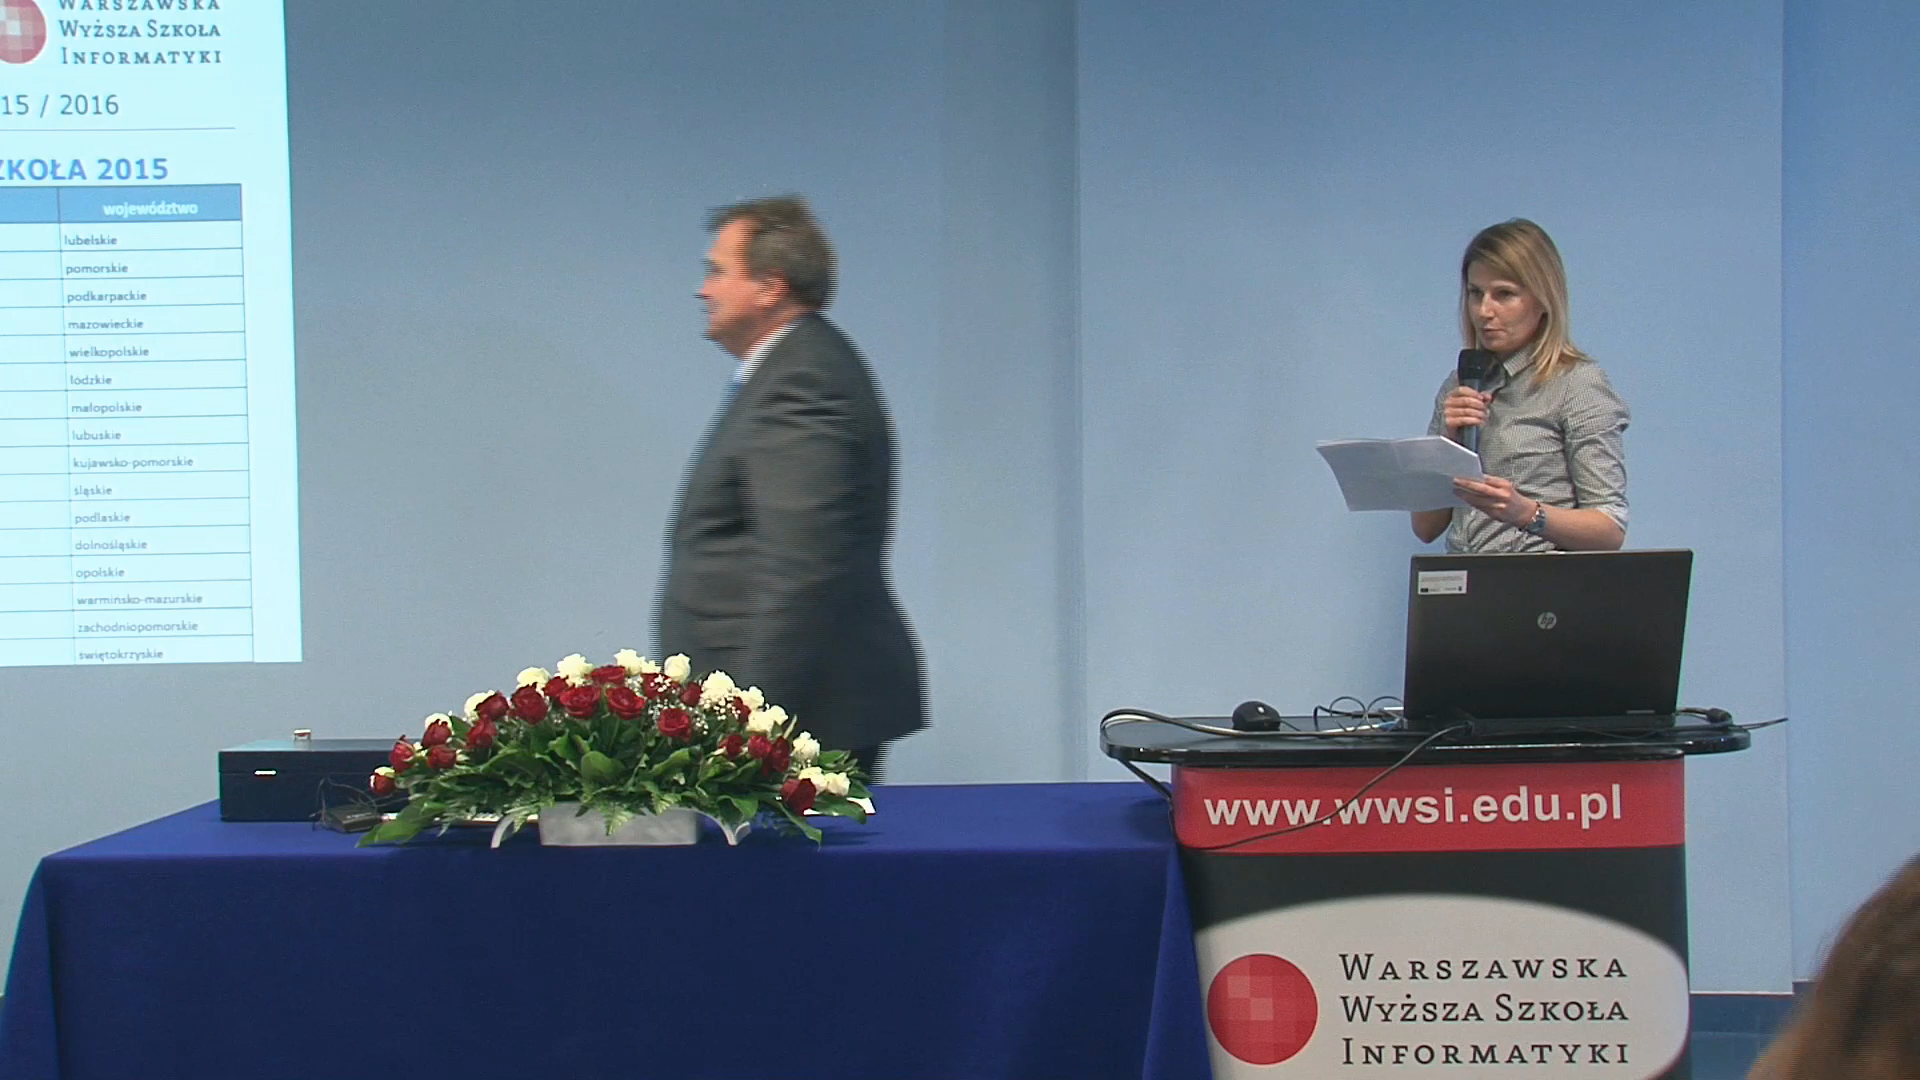 WARSZAWSKA
WYŻSZA SZKOŁA
INFORMATYKI
15 / 2016
ZKOŁA 2015
województwo
lubelskie
pomorskie
podkarpackie
mazowieckie
wielkopolskie
łódzkie
małopolskie
lubuskie
kujawsko-pomorskie
śląskie
podlaskie
dolnośląskie
opolskie
warmińsko-mazurskie
zachodniopomorskie
świętokrzyskie
hp
www.wwsi.edu.pl
WARSZAWSKA
WYŻSZA SZKOŁA
INFORMATYKI